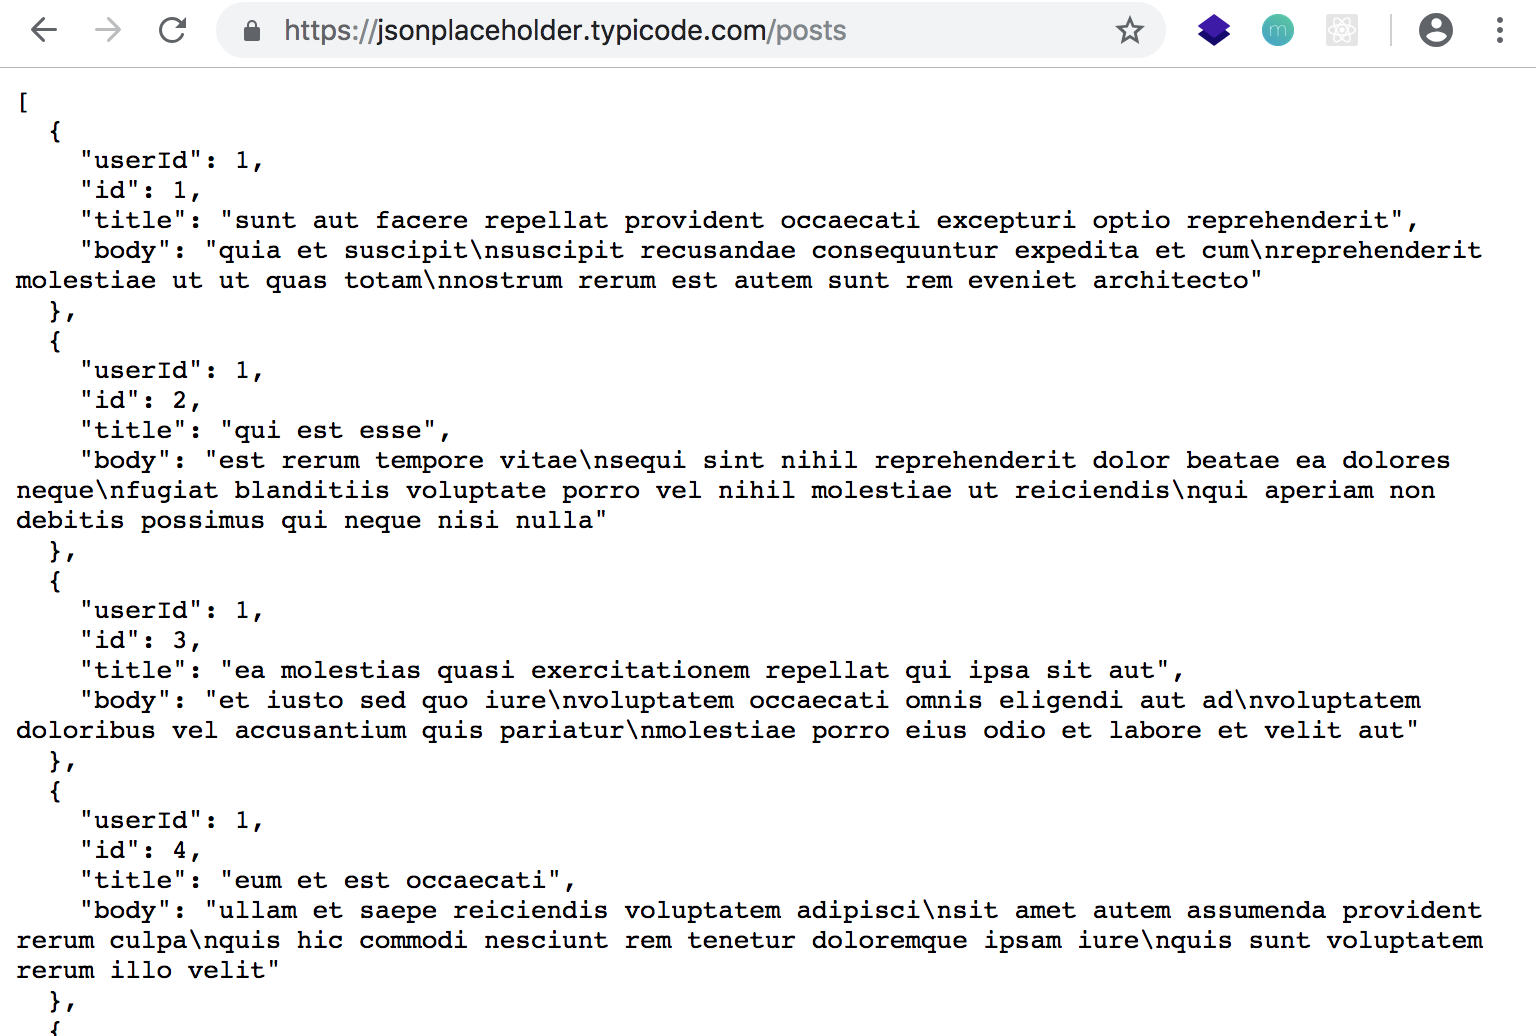 https://jsonplaceholder.typicode.com/posts
m
[
  {
    "userId": 1,
    "id": 1,
    "title": "sunt aut facere repellat provident occaecati excepturi optio reprehenderit",
    "body": "quia et suscipit\nsuscipit recusandae consequuntur expedita et cum\nreprehenderit
molestiae ut ut quas totam\nnostrum rerum est autem sunt rem eveniet architecto"
  },
  {
    "userId": 1,
    "id": 2,
    "title": "qui est esse",
    "body": "est rerum tempore vitae\nsequi sint nihil reprehenderit dolor beatae ea dolores
neque\nfugiat blanditiis voluptate porro vel nihil molestiae ut reiciendis\nqui aperiam non
debitis possimus qui neque nisi nulla"
  },
  {
    "userId": 1,
    "id": 3,
    "title": "ea molestias quasi exercitationem repellat qui ipsa sit aut",
    "body": "et iusto sed quo iure\nvoluptatem occaecati omnis eligendi aut ad\nvoluptatem
doloribus vel accusantium quis pariatur\nmolestiae porro eius odio et labore et velit aut"
  },
  {
    "userId": 1,
    "id": 4,
    "title": "eum et est occaecati",
    "body": "ullam et saepe reiciendis voluptatem adipisci\nsit amet autem assumenda provident
rerum culpa\nquis hic commodi nesciunt rem tenetur doloremque ipsam iure\nquis sunt voluptatem
rerum illo velit"
  },
  {